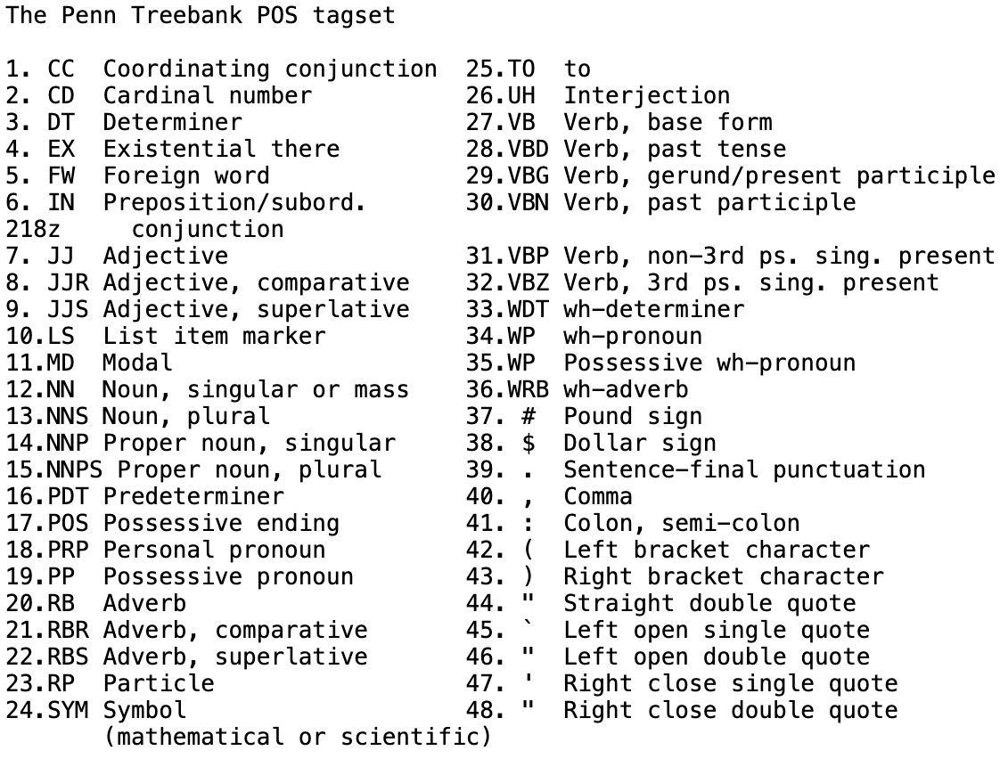 The Penn Treebank POS tagset
1. CC Coordinating conjunction 25.TO to
2. CD Cardinal number 26.UH Interjection
3. DT Determiner 27.VB Verb, base form
4. EX Existential there 28.VBD Verb, past tense
5. FW Foreign word 29.VBG Verb, gerund/present participle
6. IN Preposition/subord. 30.VBN Verb, past participle
218z conjunction
7. JJ Adjective 31.VBP Verb, non-3rd ps. sing. present
8. JJR Adjective, comparative 32.VBZ Verb, 3rd ps. sing. present
9. JJS Adjective, superlative 33.WDT wh-determiner
10.LS List item marker 34.WP wh-pronoun
11.MD Modal 35.WP Possessive wh-pronoun
12.NN Noun, singular or mass 36.WRB wh-adverb
13.NNS Noun, plural 37. # Pound sign
14.NNP Proper noun, singular 38. $ Dollar sign
15.NNPS Proper noun, plural 39. . Sentence-final punctuation
16.PDT Predeterminer 40. , Comma
17.POS Possessive ending 41. : Colon, semi-colon
18.PRP Personal pronoun 42. ( Left bracket character
19.PP Possessive pronoun 43. ) Right bracket character
20.RB Adverb 44. " Straight double quote
21.RBR Adverb, comparative 45. ` Left open single quote
22.RBS Adverb, superlative 46. " Left open double quote
23.RP Particle 47. ' Right close single quote
24.SYM Symbol 48. " Right close double quote
(mathematical or scientific)